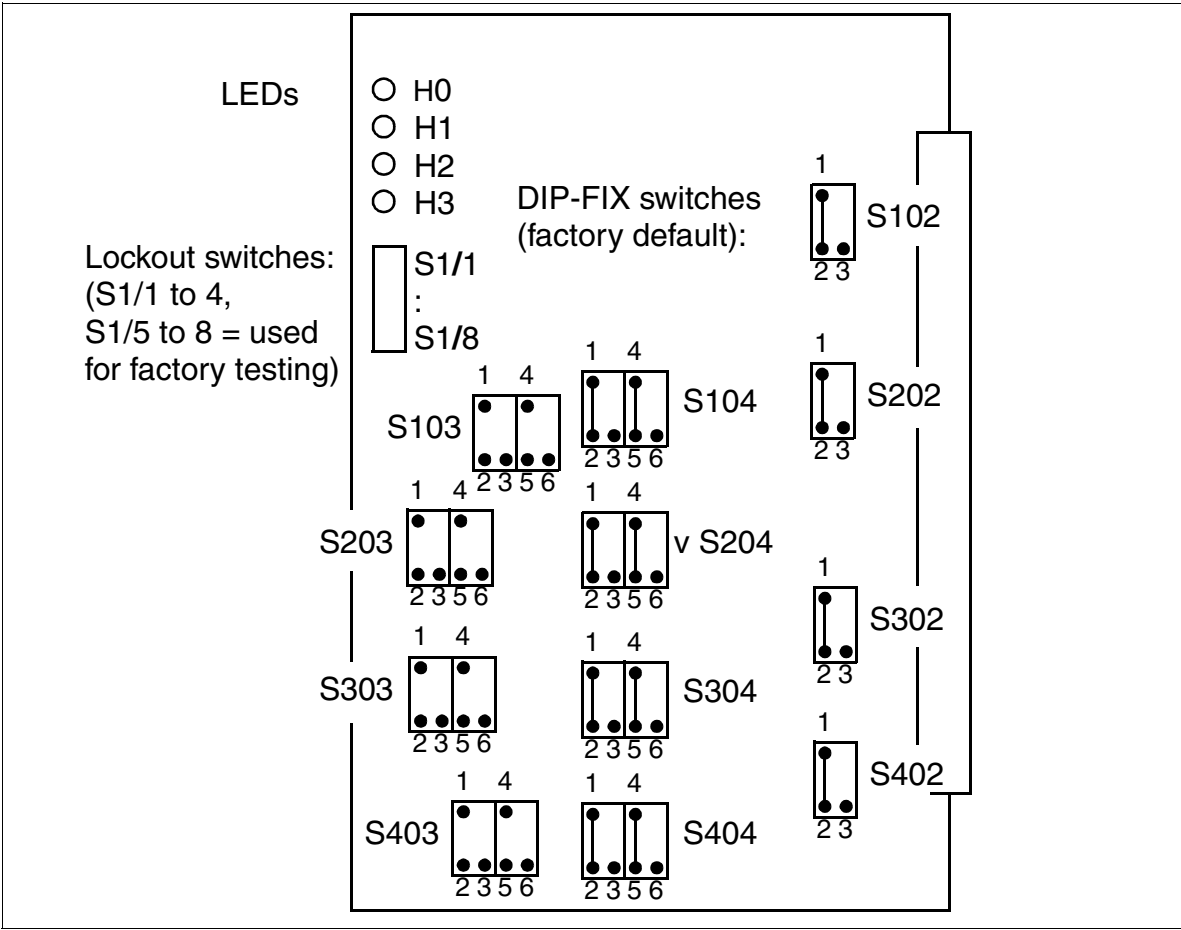 LEDs
H0
H1
H2
H3
DIP-FIX switches
(factory default):
1
S102
2 3
Lockout switches:
(S1/1 to 4,
S1/5 to 8 = used
for factory testing)
S1/1
:
S1/8
1 4
S103
2 3 5 6
1 4
S104
2 3 5 6
1
S202
2 3
1 4
S203
2 3 5 6
1 4
v S204
2 3 5 6
1
S302
2 3
1 4
S303
2 3 5 6
1 4
S304
2 3 5 6
1
S402
2 3
1 4
S403
2 3 5 6
1 4
S404
2 3 5 6